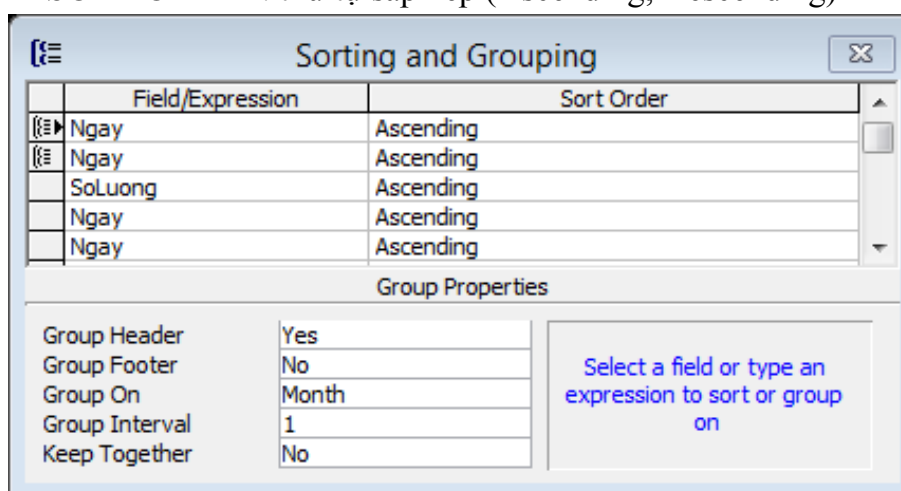 Sorting and Grouping
Field/Expression Sort Order
Ngay Ascending
Ngay Ascending
SoLuong Ascending
Ngay Ascending
Ngay Ascending
Group Properties
Group Header Yes
Group Footer No
Group On Month
Group Interval 1
Keep Together No
Select a field or type an
expression to sort or group
on